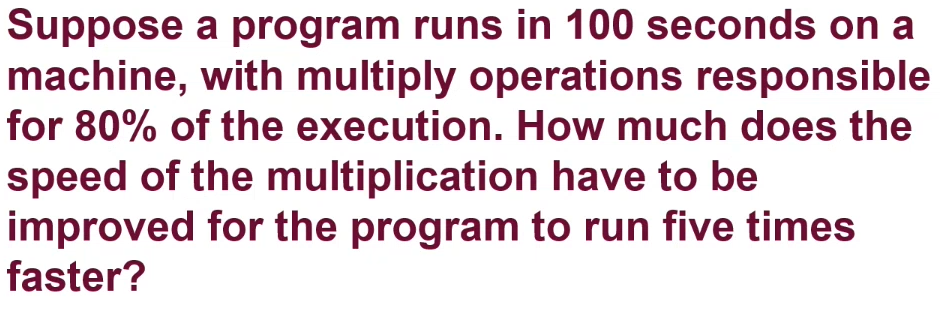 Suppose a program runs in 100 seconds on a
machine, with multiply operations responsible
for 80% of the execution. How much does the
speed of the multiplication have to be
improved for the program to run five times
faster?